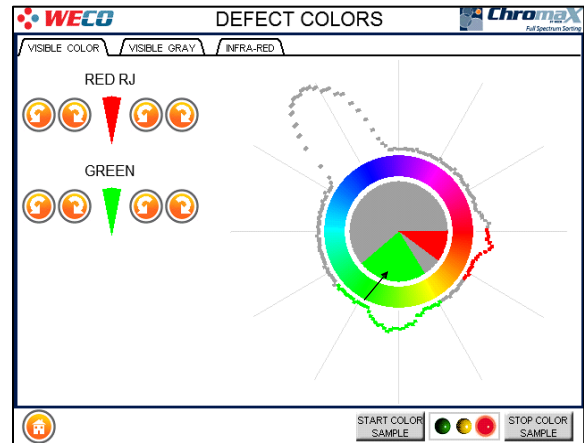 WECO
DEFECT COLORS
ChromaX
Full Spectrum Sorting
VISIBLE COLOR
VISIBLE GRAY
INFRA-RED
RED RJ
GREEN
START COLOR
SAMPLE
STOP COLOR
SAMPLE